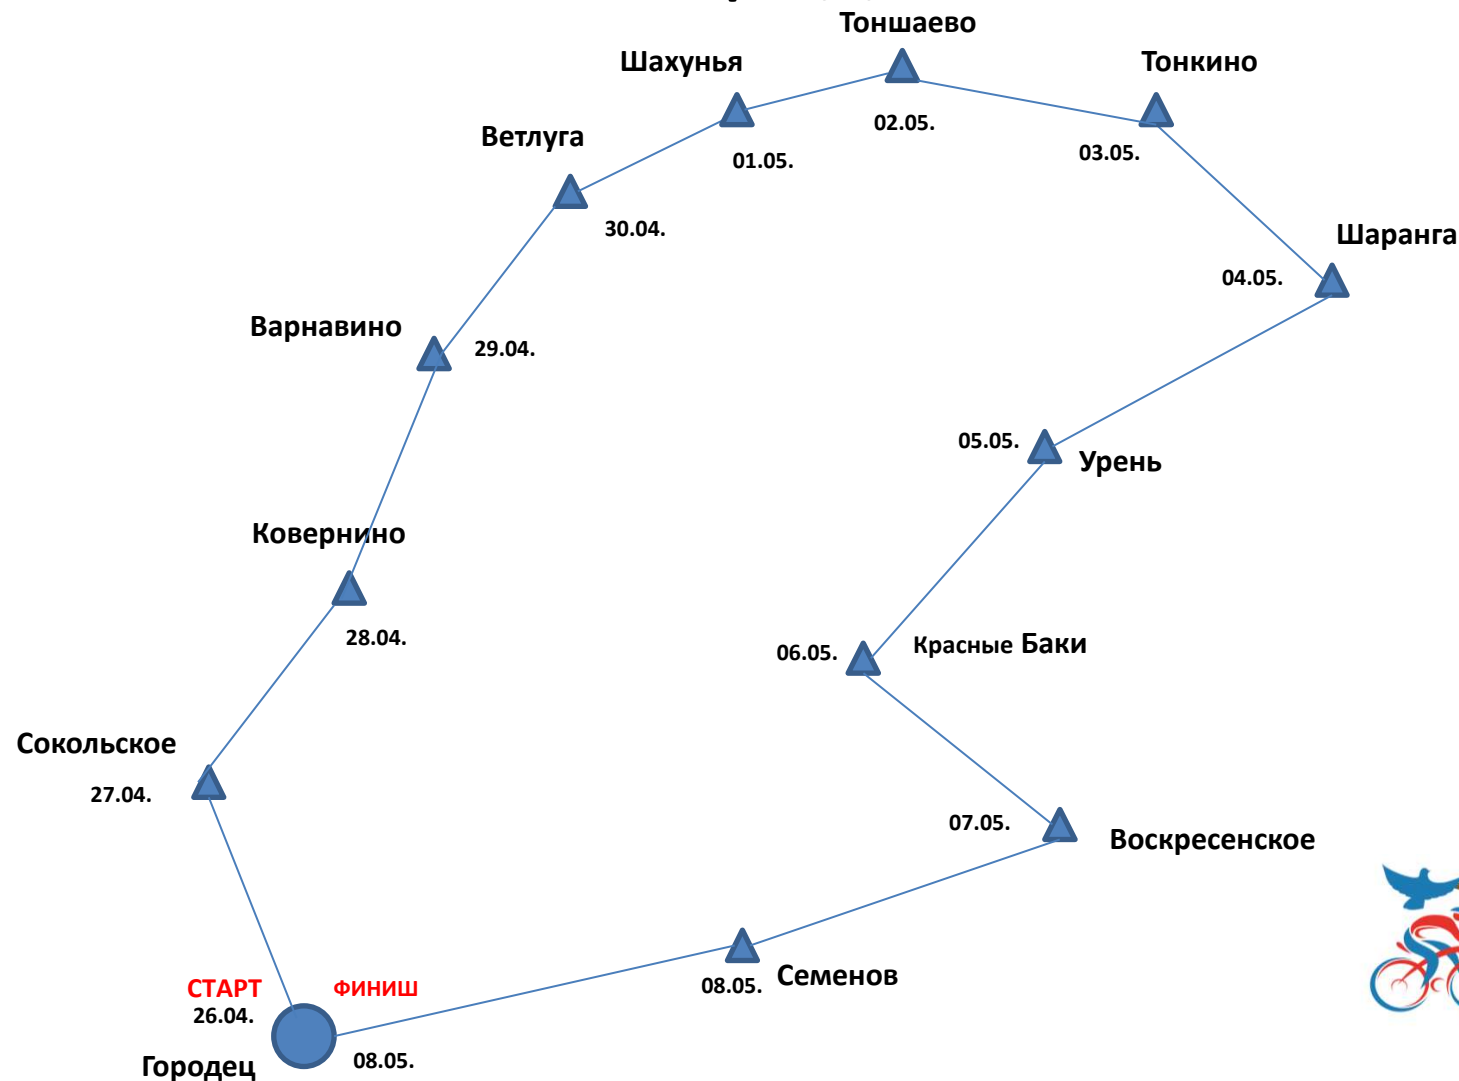 Тоншаево
Шахунья
Тонкино
02.05.
Ветлуга
01.05.
03.05.
30.04.
Шаранга
04.05.
Варнавино
29.04.
05.05.
Урень
Ковернино
28.04.
06.05.
Красные Баки
Сокольское
27.04.
07.05.
Воскресенское
Семенов
08.05.
СТАРТ
ФИНИШ
26.04.
Городец
08.05.